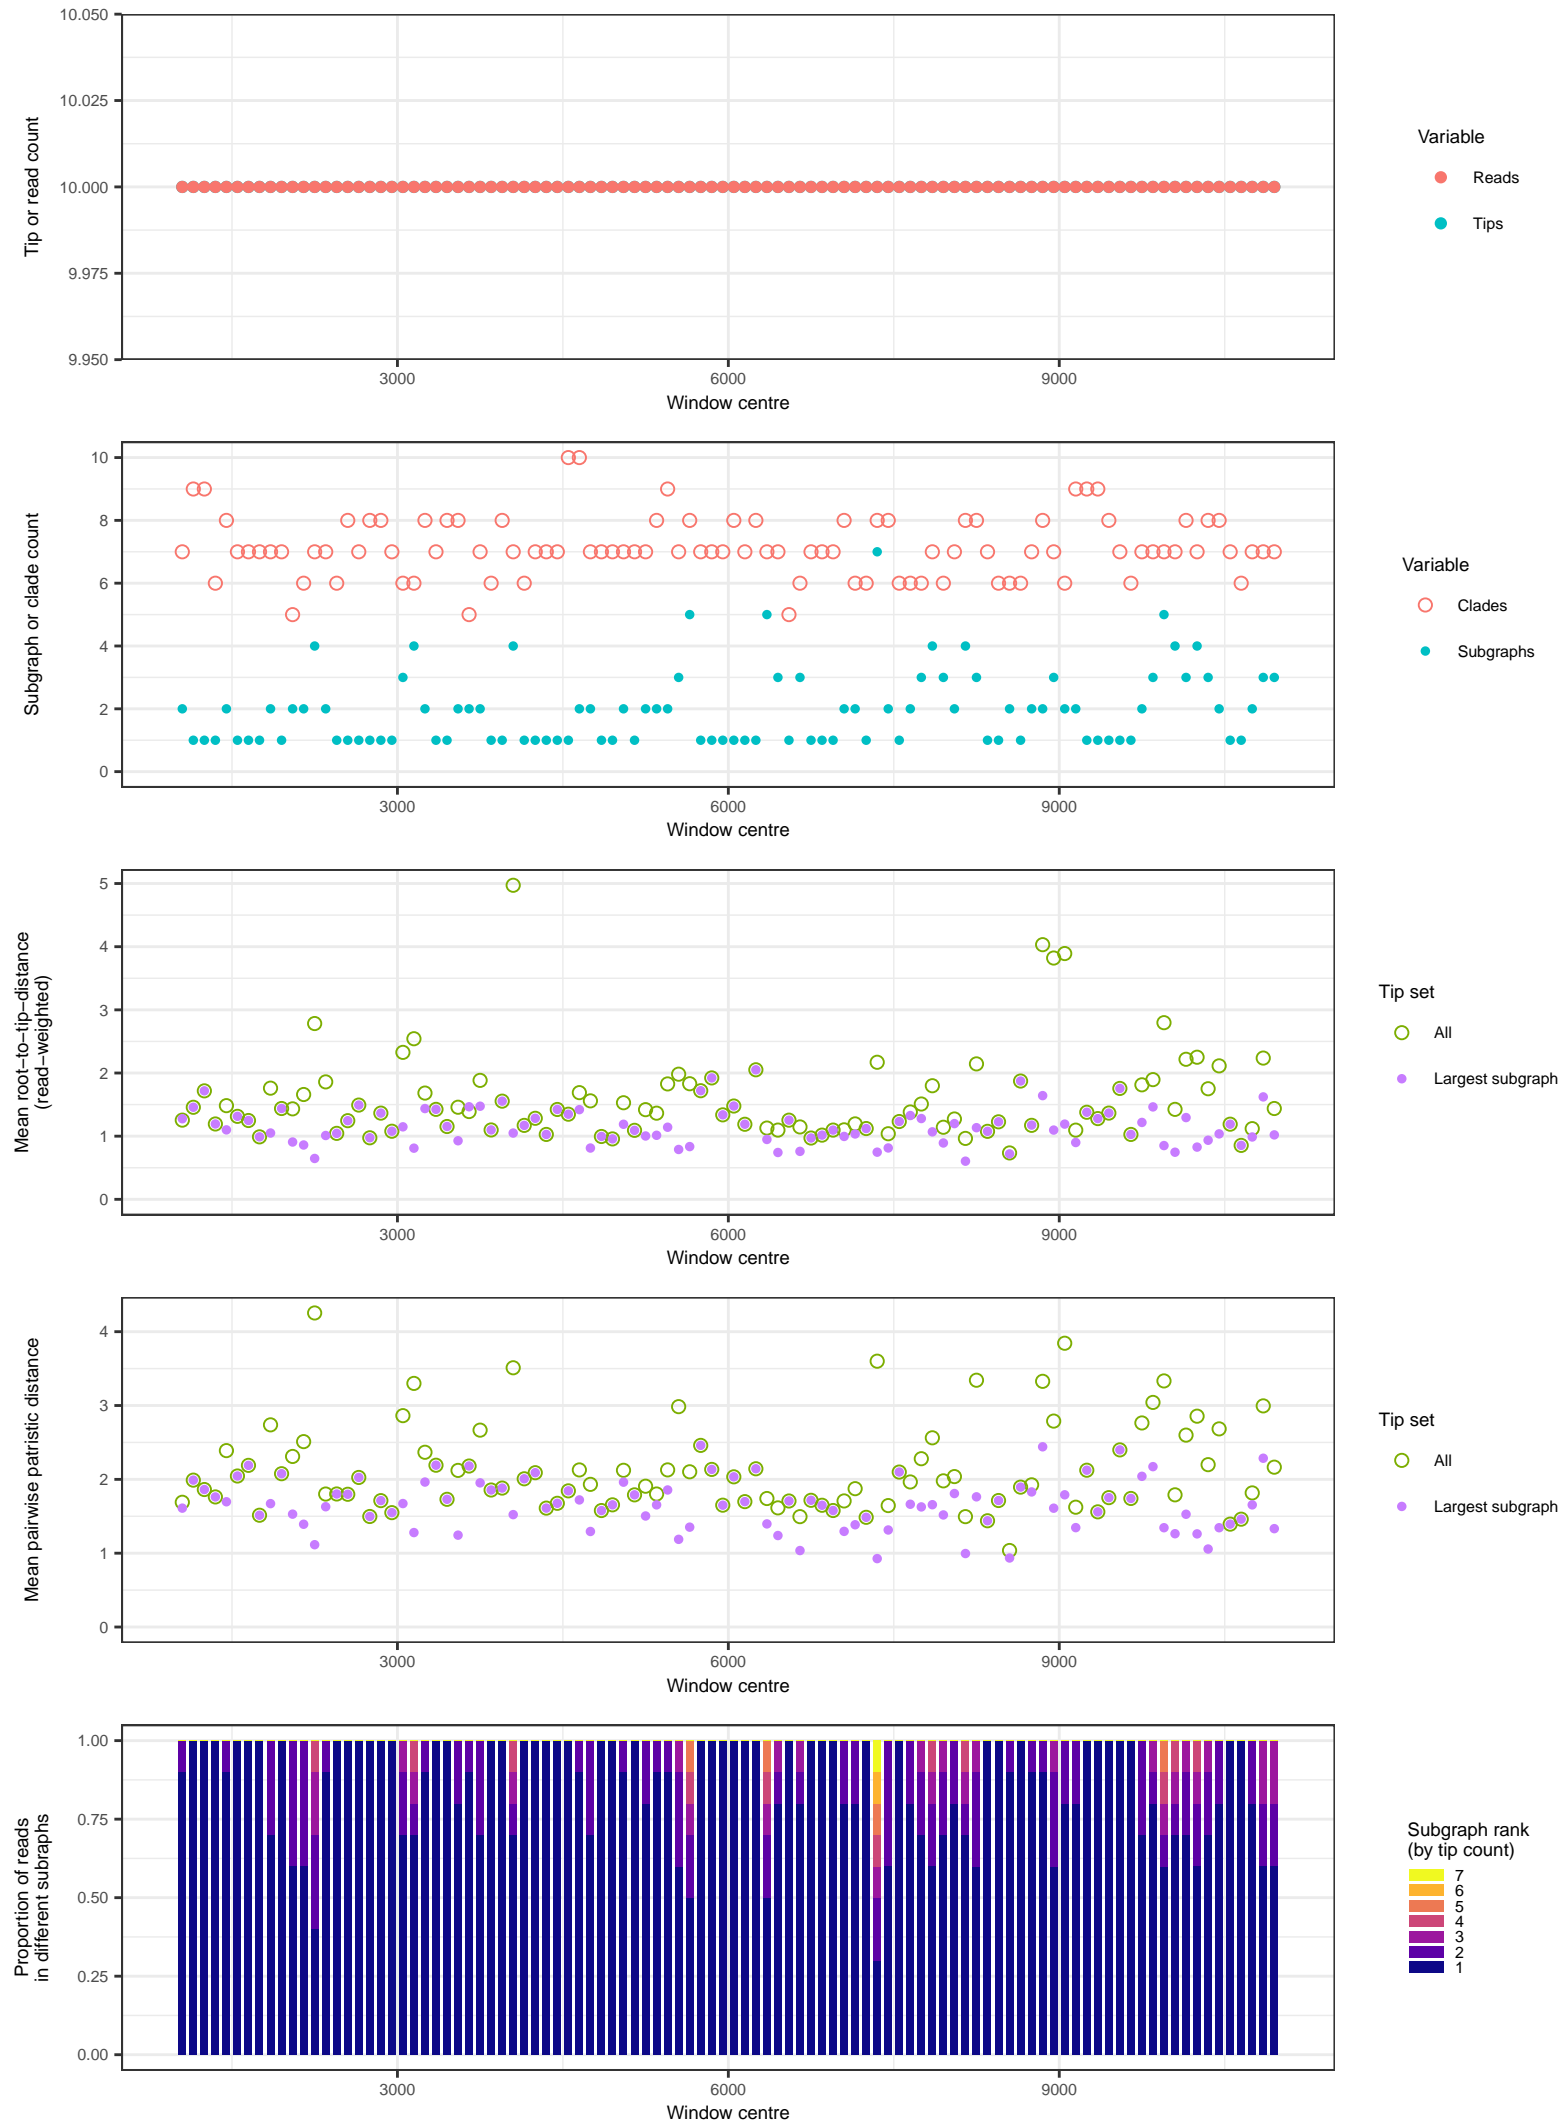 Tip or read count
10.050
10.025
10.000
9.975
9.950
3000 6000 9000
Window centre
Variable
Reads
Tips
Subgraph or clade count
10
8
6
4
2
0
3000 6000 9000
Window centre
Variable
Clades
Subgraphs
Mean root−to−tip−distance
(read−weighted)
5
4
3
2
1
0
3000 6000 9000
Window centre
Tip set
All
Largest subgraph
Mean pairwise patristic distance
4
3
2
1
0
3000 6000 9000
Window centre
Tip set
All
Largest subgraph
Proportion of reads
in different subraphs
1.00
0.75
0.50
0.25
0.00
3000 6000 9000
Window centre
Subgraph rank
(by tip count)
7
6
5
4
3
2
1